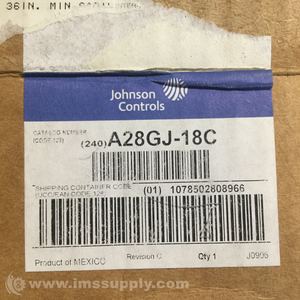 36IN. MIN
Johnson
Controls
CATALOG NUMBER
(CODE 128)
(240) A28GJ-18C
SHIPPING CONTAINER CODE
(UCC/EAN CODE 128)
(01) 1078502808966
Product of MEXICO Revision C Qty 1 J0995
© www.imssupply.com